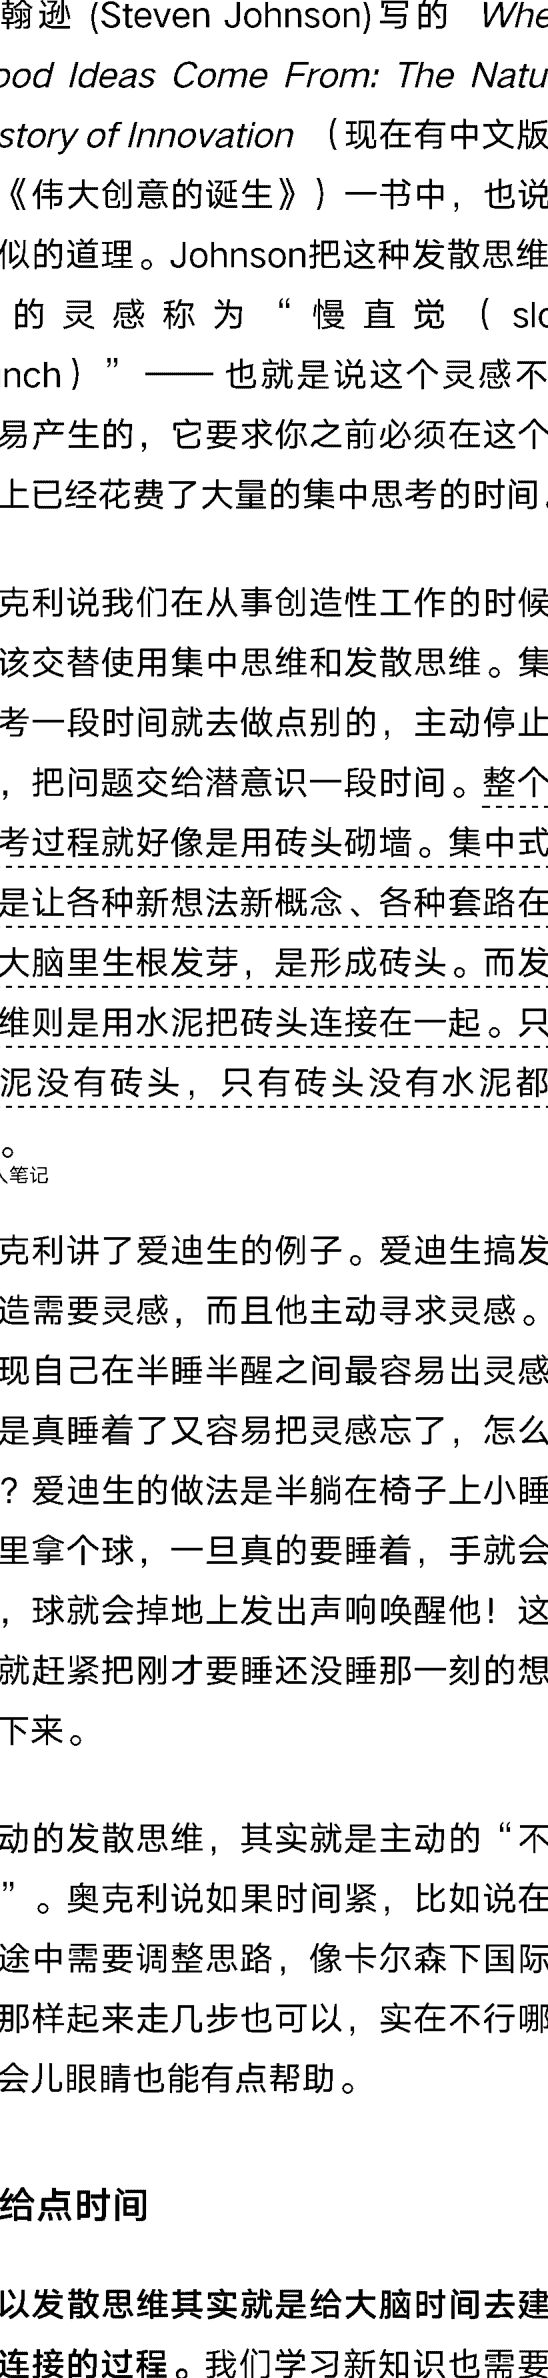 翰逊 (Steven Johnson)写的 Whe
ood Ideas Come From: The Natu
story of Innovation （现在有中文版
《伟大创意的诞生》）一书中，也说
似的道理。Johnson把这种发散思维
的灵感称为“慢直觉（slo
unch）”—— 也就是说这个灵感不
易产生的，它要求你之前必须在这个
上已经花费了大量的集中思考的时间.
克利说我们在从事创造性工作的时候
该交替使用集中思维和发散思维。集
考一段时间就去做点别的，主动停止
，把问题交给潜意识一段时间。整个
考过程就好像是用砖头砌墙。集中式
是让各种新想法新概念、各种套路在
大脑里生根发芽，是形成砖头。而发
维则是用水泥把砖头连接在一起。只
泥没有砖头，只有砖头没有水泥都
。
人笔记
克利讲了爱迪生的例子。爱迪生搞发
造需要灵感，而且他主动寻求灵感。
现自己在半睡半醒之间最容易出灵感
是真睡着了又容易把灵感忘了，怎么
？爱迪生的做法是半躺在椅子上小睡
里拿个球，一旦真的要睡着，手就会
，球就会掉地上发出声响唤醒他！这
就赶紧把刚才要睡还没睡那一刻的想
下来。
动的发散思维，其实就是主动的“不
”。奥克利说如果时间紧，比如说在
途中需要调整思路，像卡尔森下国际
那样起来走几步也可以，实在不行哪
会儿眼睛也能有点帮助。
给点时间
以发散思维其实就是给大脑时间去建
连接的过程。我们学习新知识也需要